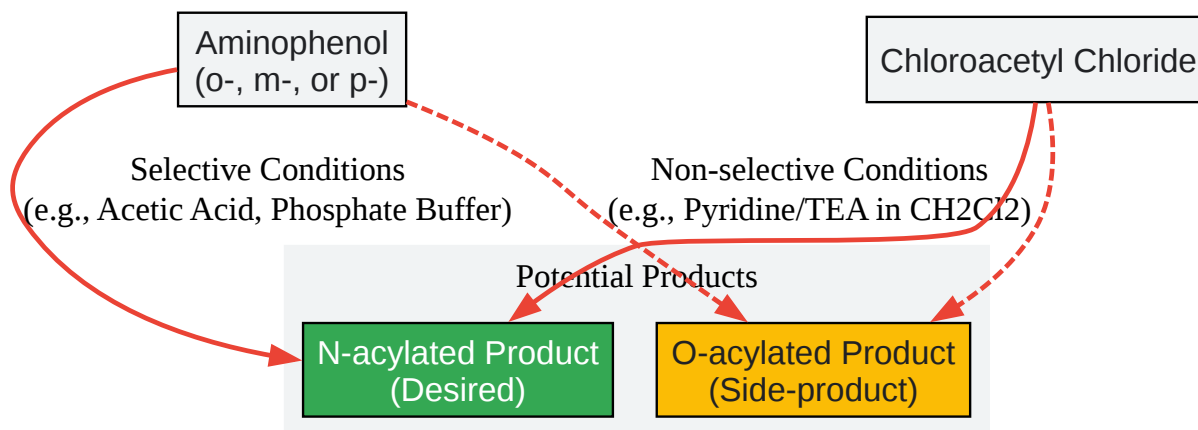 Aminophenol
(o-, m-, or p-)
Chloroacetyl Chloride
Selective Conditions
(e.g., Acetic Acid, Phosphate Buffer)
Non-selective Conditions
(e.g., Pyridine/TEA in CH2Cl2)
Potential Products
N-acylated Product
(Desired)
O-acylated Product
(Side-product)